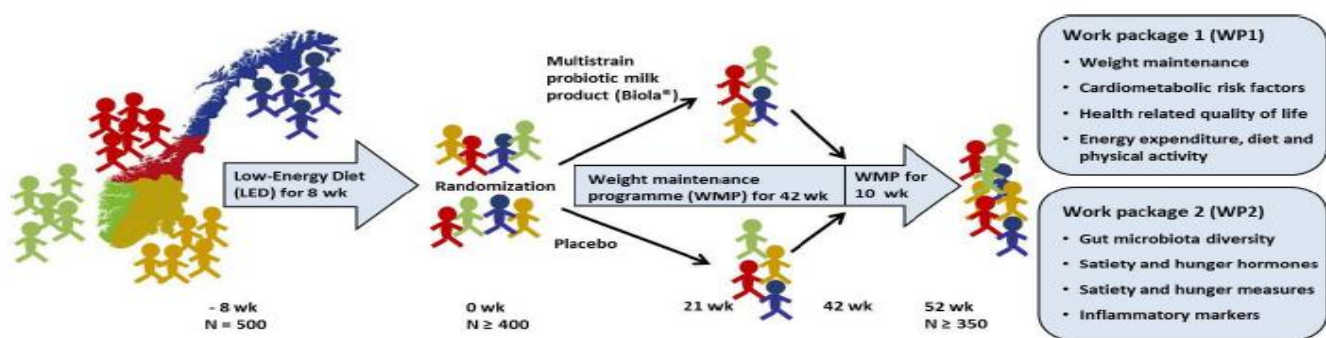 Multistrain
probiotic milk
product (Biola®)
Low-Energy Diet
(LED) for 8 wk
Randomization
Weight maintenance
programme (WMP) for 42 wk
WMP for
10 wk
Placebo
- 8 wk
N = 500
0 wk
N ≥ 400
21 wk
42 wk
52 wk
N ≥ 350
Work package 1 (WP1)
• Weight maintenance
• Cardiometabolic risk factors
• Health related quality of life
• Energy expenditure, diet and
physical activity
Work package 2 (WP2)
• Gut microbiota diversity
• Satiety and hunger hormones
• Satiety and hunger measures
• Inflammatory markers